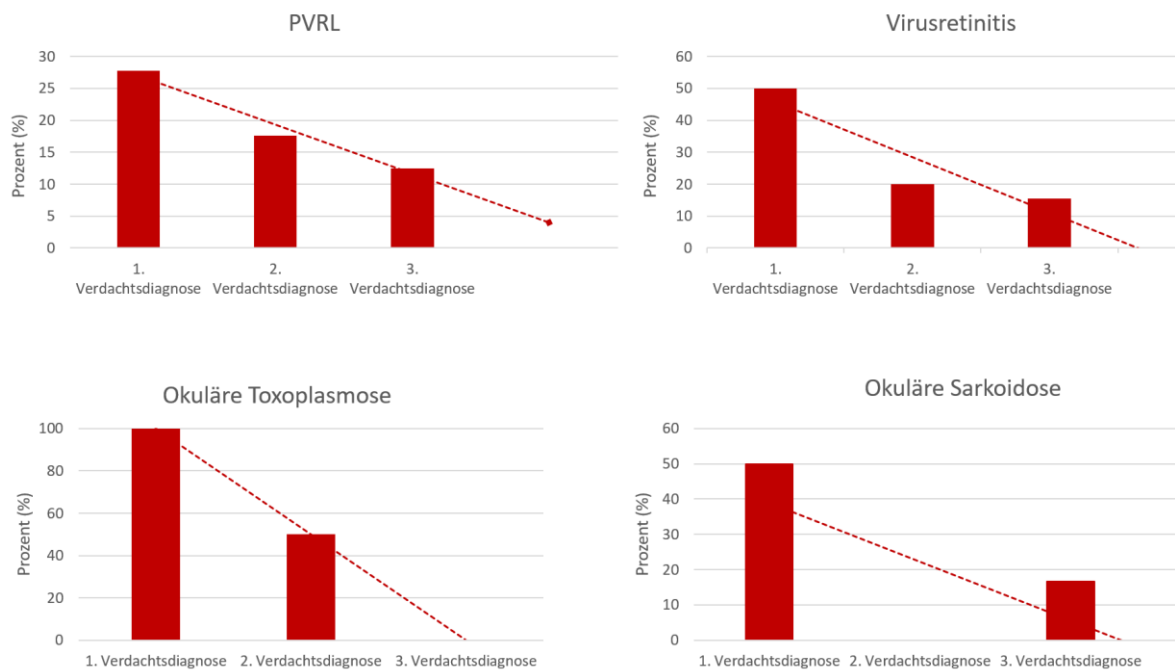 PVRL
Prozent (%)
30
25
20
15
10
5
0
1.
Verdachtsdiagnose
2.
Verdachtsdiagnose
3.
Verdachtsdiagnose
Virusretinitis
Prozent (%)
60
50
40
30
20
10
0
1.
Verdachtsdiagnose
2.
Verdachtsdiagnose
3.
Verdachtsdiagnose
Okuläre Toxoplasmose
Prozent (%)
100
80
60
40
20
0
1. Verdachtsdiagnose
2. Verdachtsdiagnose
3. Verdachtsdiagnose
Okuläre Sarkoidose
Prozent (%)
60
50
40
30
20
10
0
1. Verdachtsdiagnose
2. Verdachtsdiagnose
3. Verdachtsdiagnose